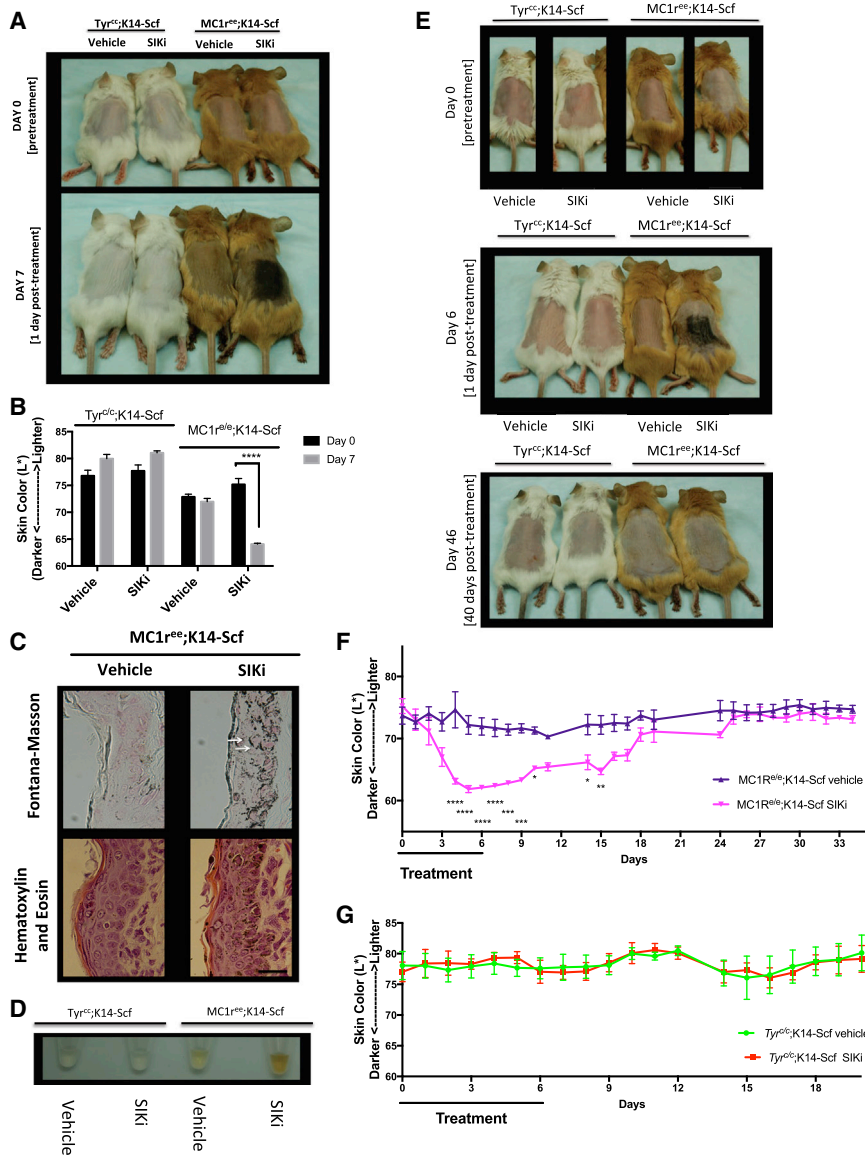 A
Tyrcc;K14-Scf MC1ree;K14-Scf
Vehicle SIKi Vehicle SIKi
DAY 0
[pretreatment]
DAY 7
[1 day post-treatment]
B
Tyrc/c;K14-Scf
MC1re/e;K14-Scf
Skin Color (L*)
(Darker <------------>Lighter)
85
80
75
70
65
60
****
Day 0
Day 7
Vehicle SIKi Vehicle SIKi
C
MC1ree;K14-Scf
Vehicle SIKi
Fontana-Masson
Hematoxylin
and Eosin
D
Tyrcc;K14-Scf MC1ree;K14-Scf
Vehicle SIKi Vehicle SIKi
E
Tyrcc;K14-Scf MC1ree;K14-Scf
Day 0
[pretreatment]
Vehicle SIKi Vehicle SIKi
Tyrcc;K14-Scf MC1ree;K14-Scf
Day 6
[1 day post-treatment]
Vehicle SIKi Vehicle SIKi
Tyrcc;K14-Scf MC1ree;K14-Scf
Day 46
[40 days post-treatment]
F
Skin Color (L*)
Darker <------------>Lighter
80
70
60
**** **** **** **** *** *** * * **
MC1Re/e;K14-Scf vehicle
MC1Re/e;K14-Scf SIKi
0 3 6 9 12 15 18 21 24 27 30 33
Days
Treatment
G
Skin Color (L*)
Darker <------------>Lighter
85
80
75
70
65
60
Tyrc/c;K14-Scf vehicle
Tyrc/c;K14-Scf SIKi
0 3 6 9 12 15 18
Days
Treatment